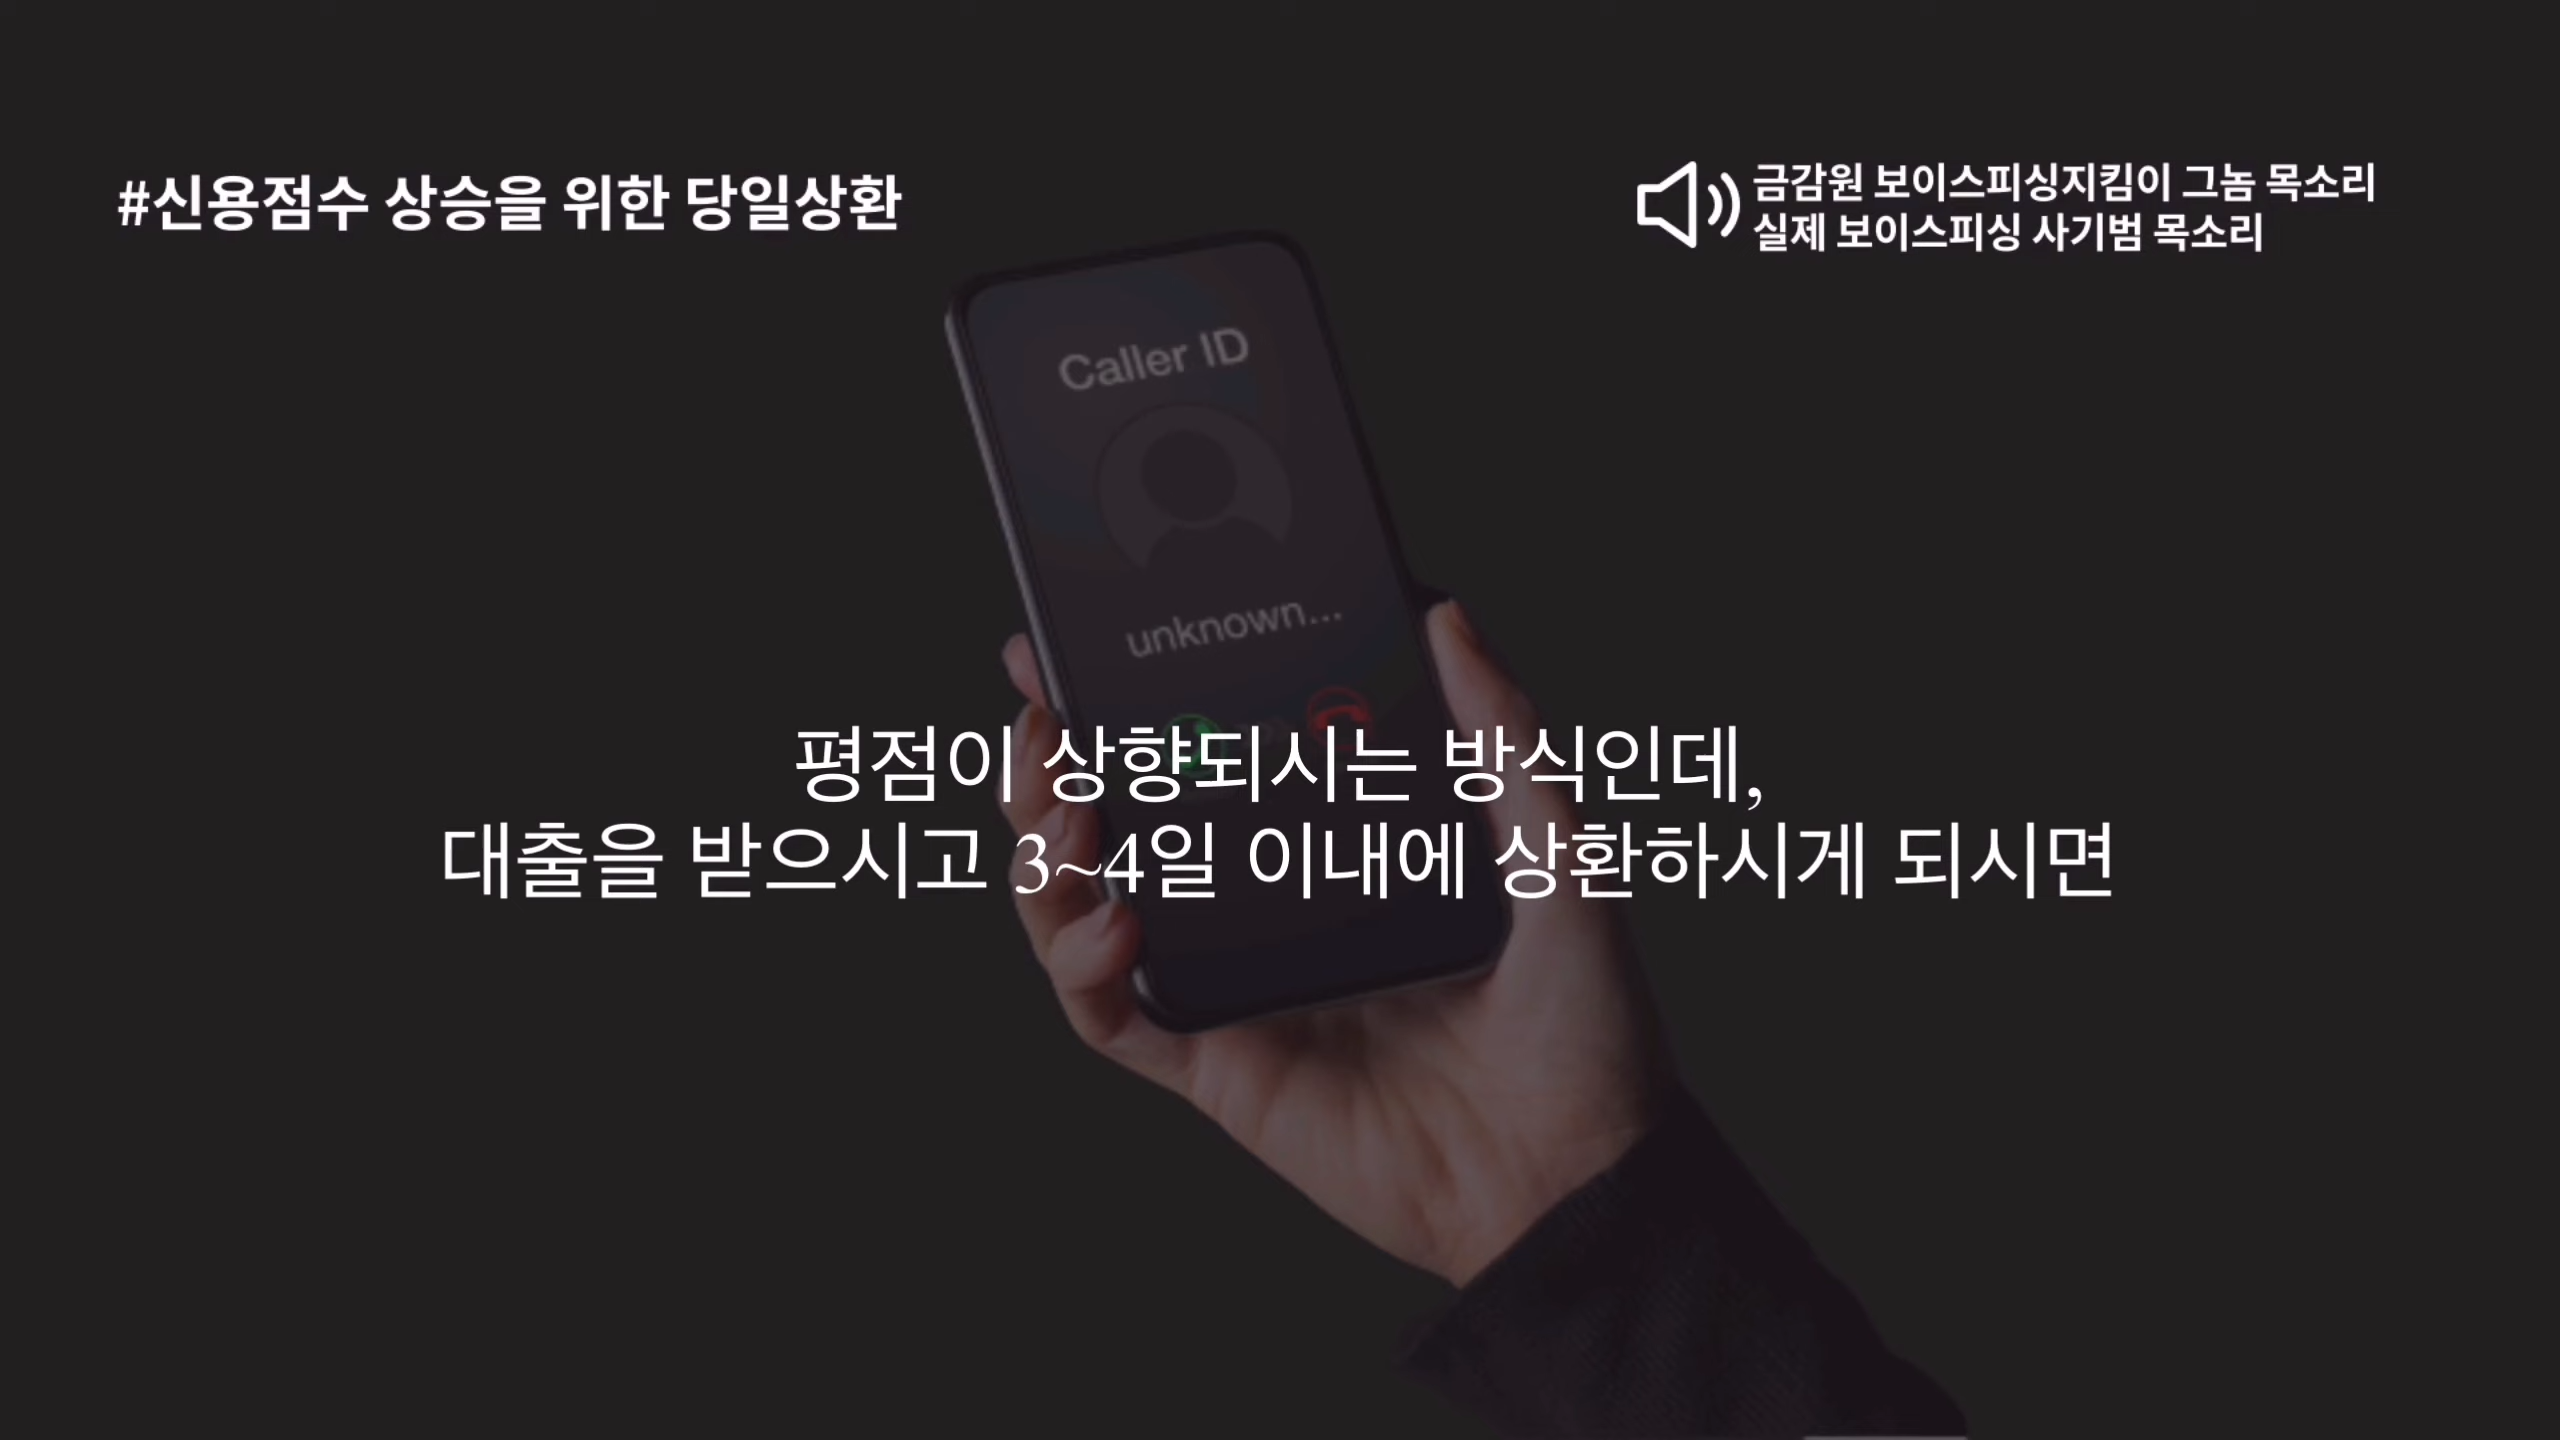 #신용점수 상승을 위한 당일상환
금감원 보이스피싱지킴이 그놈 목소리
실제 보이스피싱 사기범 목소리
Caller ID
unknown...
평점이 상향되시는 방식인데,
대출을 받으시고 3~4일 이내에 상환하시게 되시면